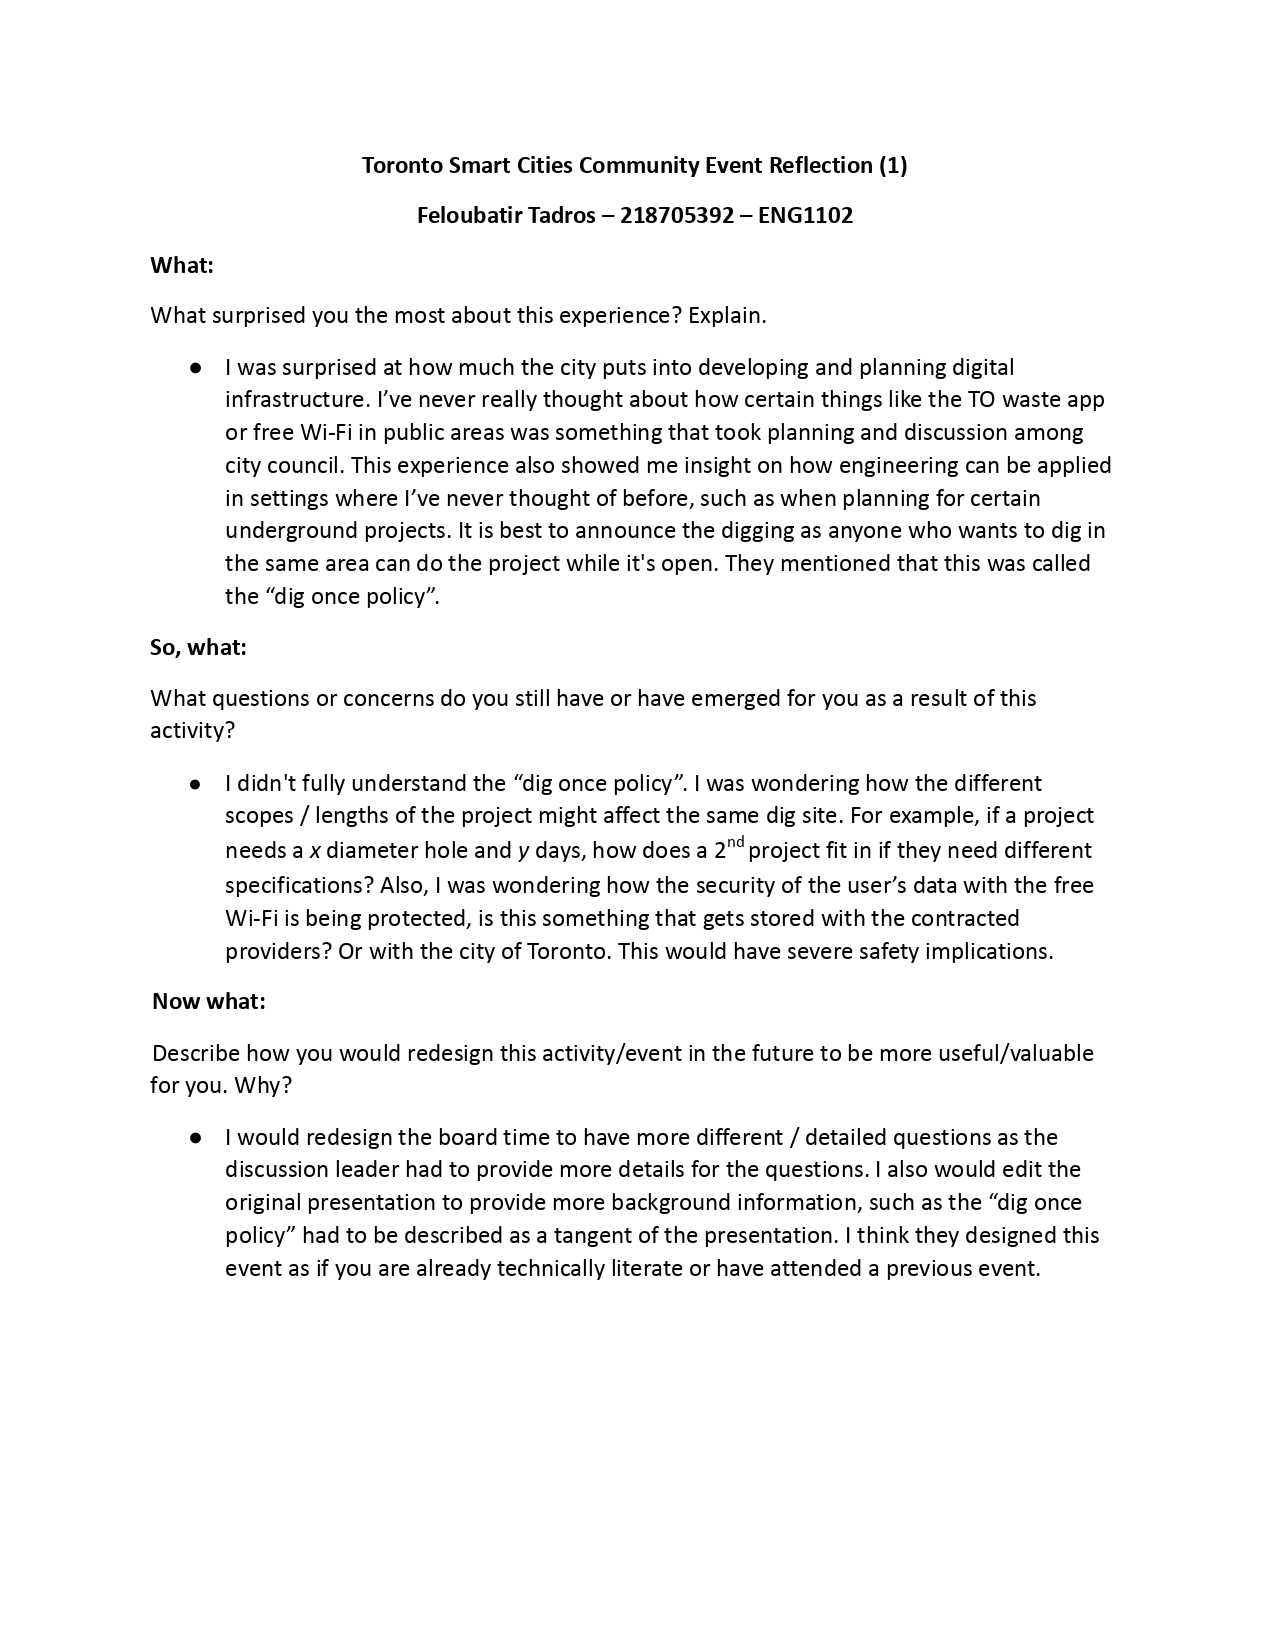 Toronto Smart Cities Community Event Reflection (1)
Feloubatir Tadros – 218705392 – ENG1102
What:
What surprised you the most about this experience? Explain.
● I was surprised at how much the city puts into developing and planning digital
infrastructure. I’ve never really thought about how certain things like the TO waste app
or free Wi-Fi in public areas was something that took planning and discussion among
city council. This experience also showed me insight on how engineering can be applied
in settings where I’ve never thought of before, such as when planning for certain
underground projects. It is best to announce the digging as anyone who wants to dig in
the same area can do the project while it's open. They mentioned that this was called
the “dig once policy”.
So, what:
What questions or concerns do you still have or have emerged for you as a result of this
activity?
● I didn't fully understand the “dig once policy”. I was wondering how the different
scopes / lengths of the project might affect the same dig site. For example, if a project
needs a x diameter hole and y days, how does a 2nd project fit in if they need different
specifications? Also, I was wondering how the security of the user’s data with the free
Wi-Fi is being protected, is this something that gets stored with the contracted
providers? Or with the city of Toronto. This would have severe safety implications.
Now what:
Describe how you would redesign this activity/event in the future to be more useful/valuable
for you. Why?
● I would redesign the board time to have more different / detailed questions as the
discussion leader had to provide more details for the questions. I also would edit the
original presentation to provide more background information, such as the “dig once
policy” had to be described as a tangent of the presentation. I think they designed this
event as if you are already technically literate or have attended a previous event.